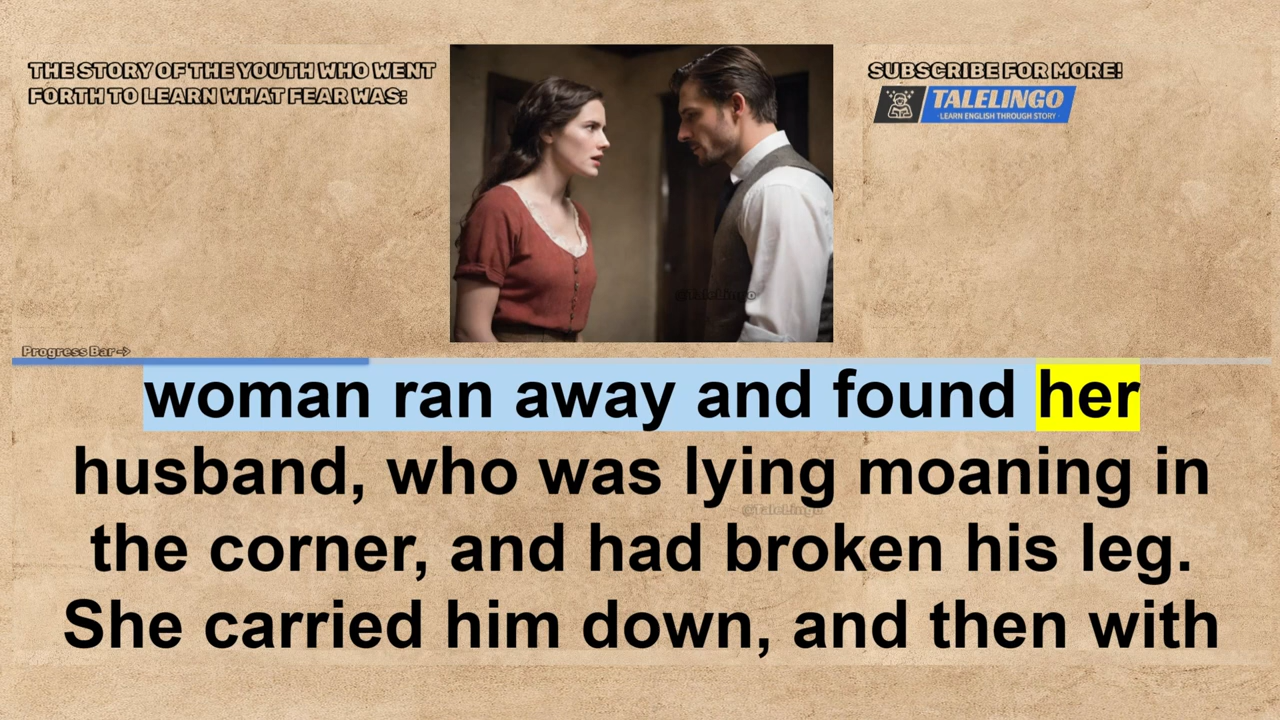 THE STORY OF THE YOUTH WHO WENT
FORTH TO LEARN WHAT FEAR WAS:
SUBSCRIBE FOR MORE!
TALELINGO
· LEARN ENGLISH THROUGH STORY ·
@TaleLingo
Progress Bar->
woman ran away and found her
husband, who was lying moaning in
@TaleLingo
the corner, and had broken his leg.
She carried him down, and then with